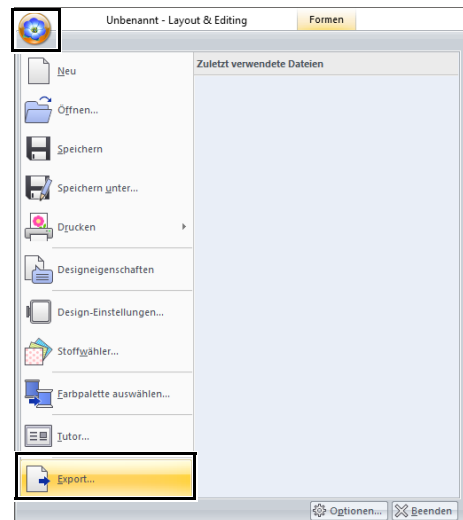 Unbenannt - Layout & Editing Formen
Neu
Zuletzt verwendete Dateien
Öffnen...
Speichern
Speichern unter...
Drucken
Designeigenschaften
Design-Einstellungen...
Stoffwähler...
Farbpalette auswählen...
Tutor...
Export...
Optionen... Beenden